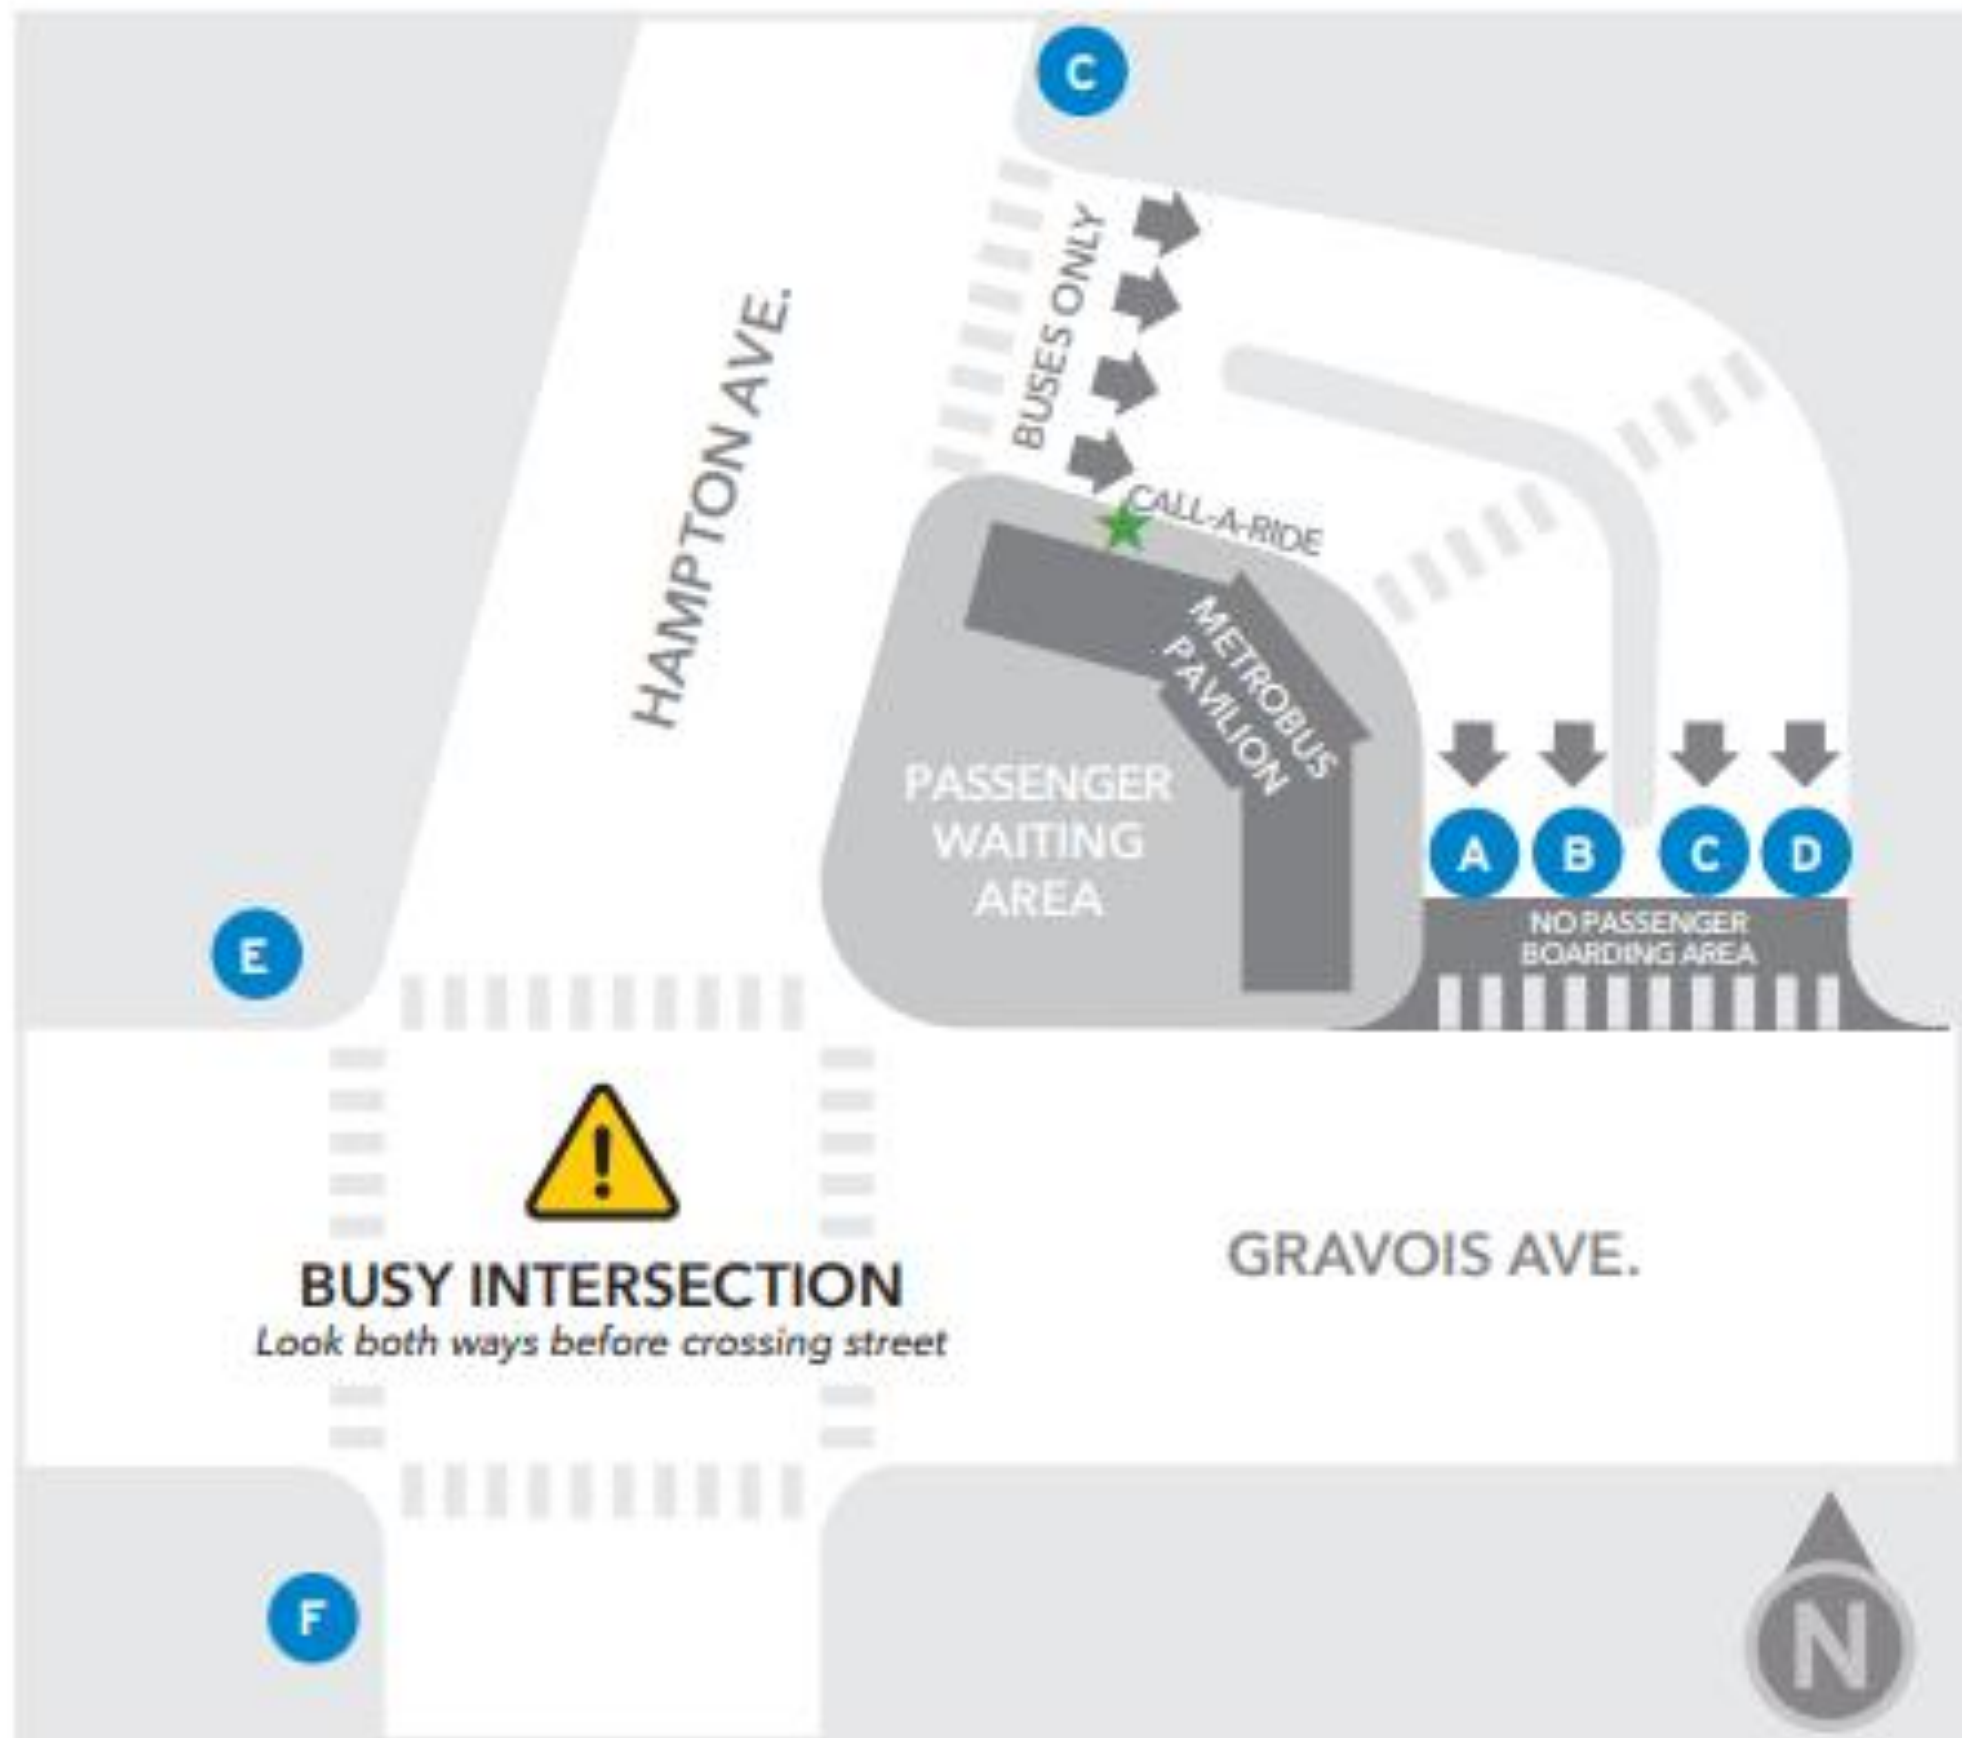 C
BUSES ONLY
HAMPTON AVE.
CALL-A-RIDE
METROBUS
PAVILION
PASSENGER
WAITING
AREA
A B C D
NO PASSENGER
BOARDING AREA
E
BUSY INTERSECTION
Look both ways before crossing street
GRAVOIS AVE.
F
N